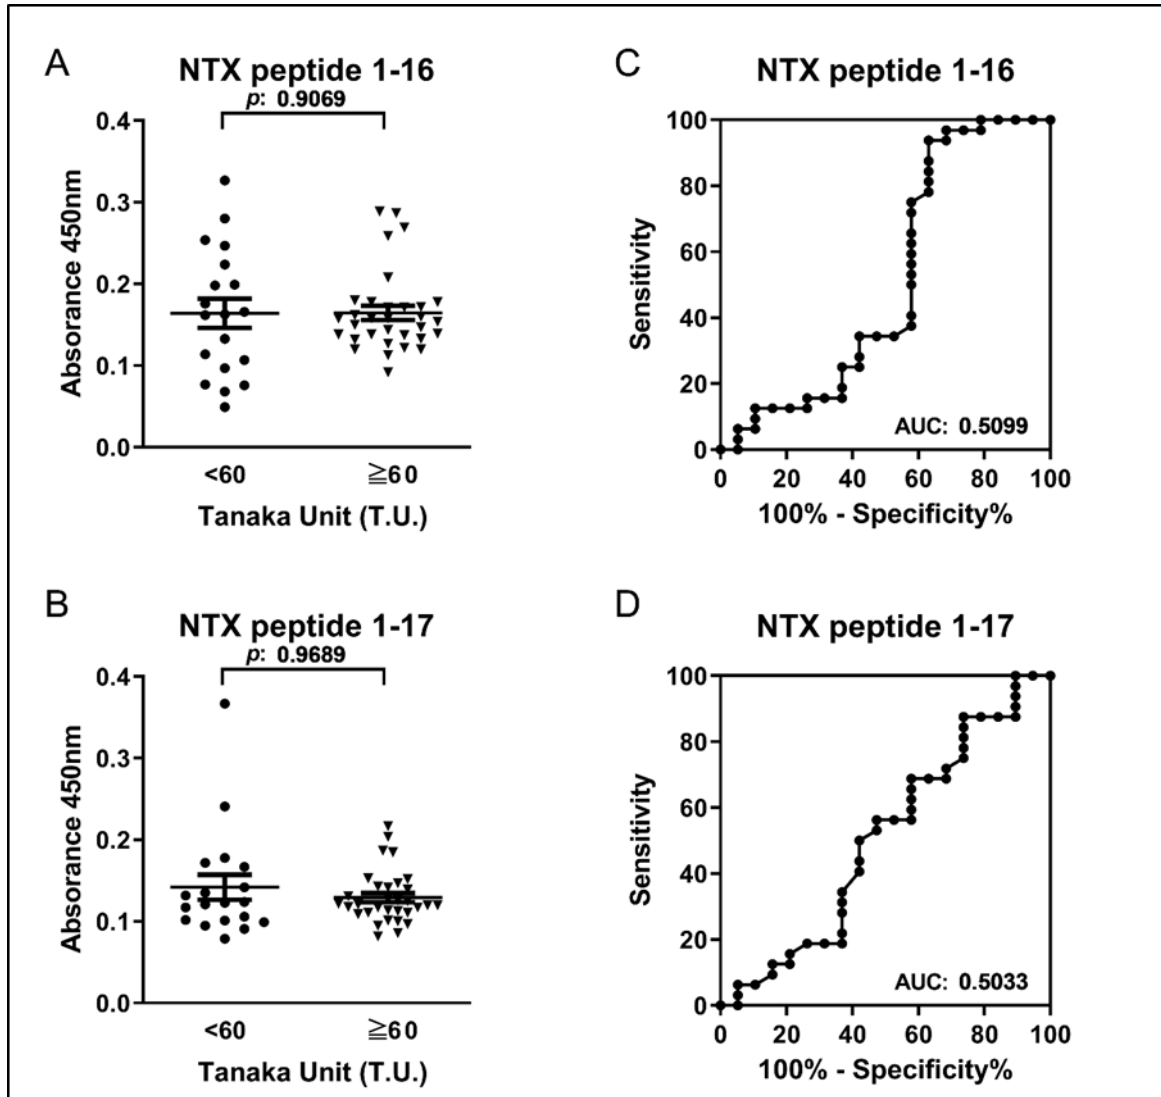 A
NTX peptide 1-16
p: 0.9069
0.4
0.3
0.2
0.1
0.0
Absorance 450nm
<60
≧60
Tanaka Unit (T.U.)
C
NTX peptide 1-16
100
80
60
40
20
0
Sensitivity
AUC: 0.5099
0 20 40 60 80 100
100% - Specificity%
B
NTX peptide 1-17
p: 0.9689
0.4
0.3
0.2
0.1
0.0
Absorance 450nm
<60
≧60
Tanaka Unit (T.U.)
D
NTX peptide 1-17
100
80
60
40
20
0
Sensitivity
AUC: 0.5033
0 20 40 60 80 100
100% - Specificity%